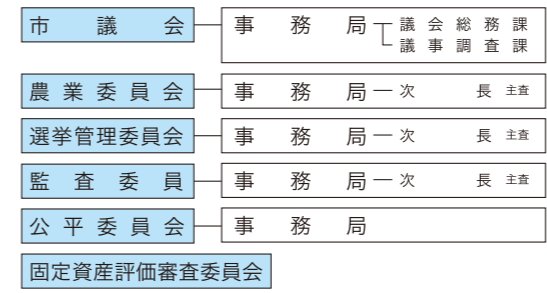 市議会 事務局 議会総務課
議事調査課
農業委員会 事務局 次長 主査
選挙管理委員会 事務局 次長 主査
監査委員 事務局 次長 主査
公平委員会 事務局
固定資産評価審査委員会